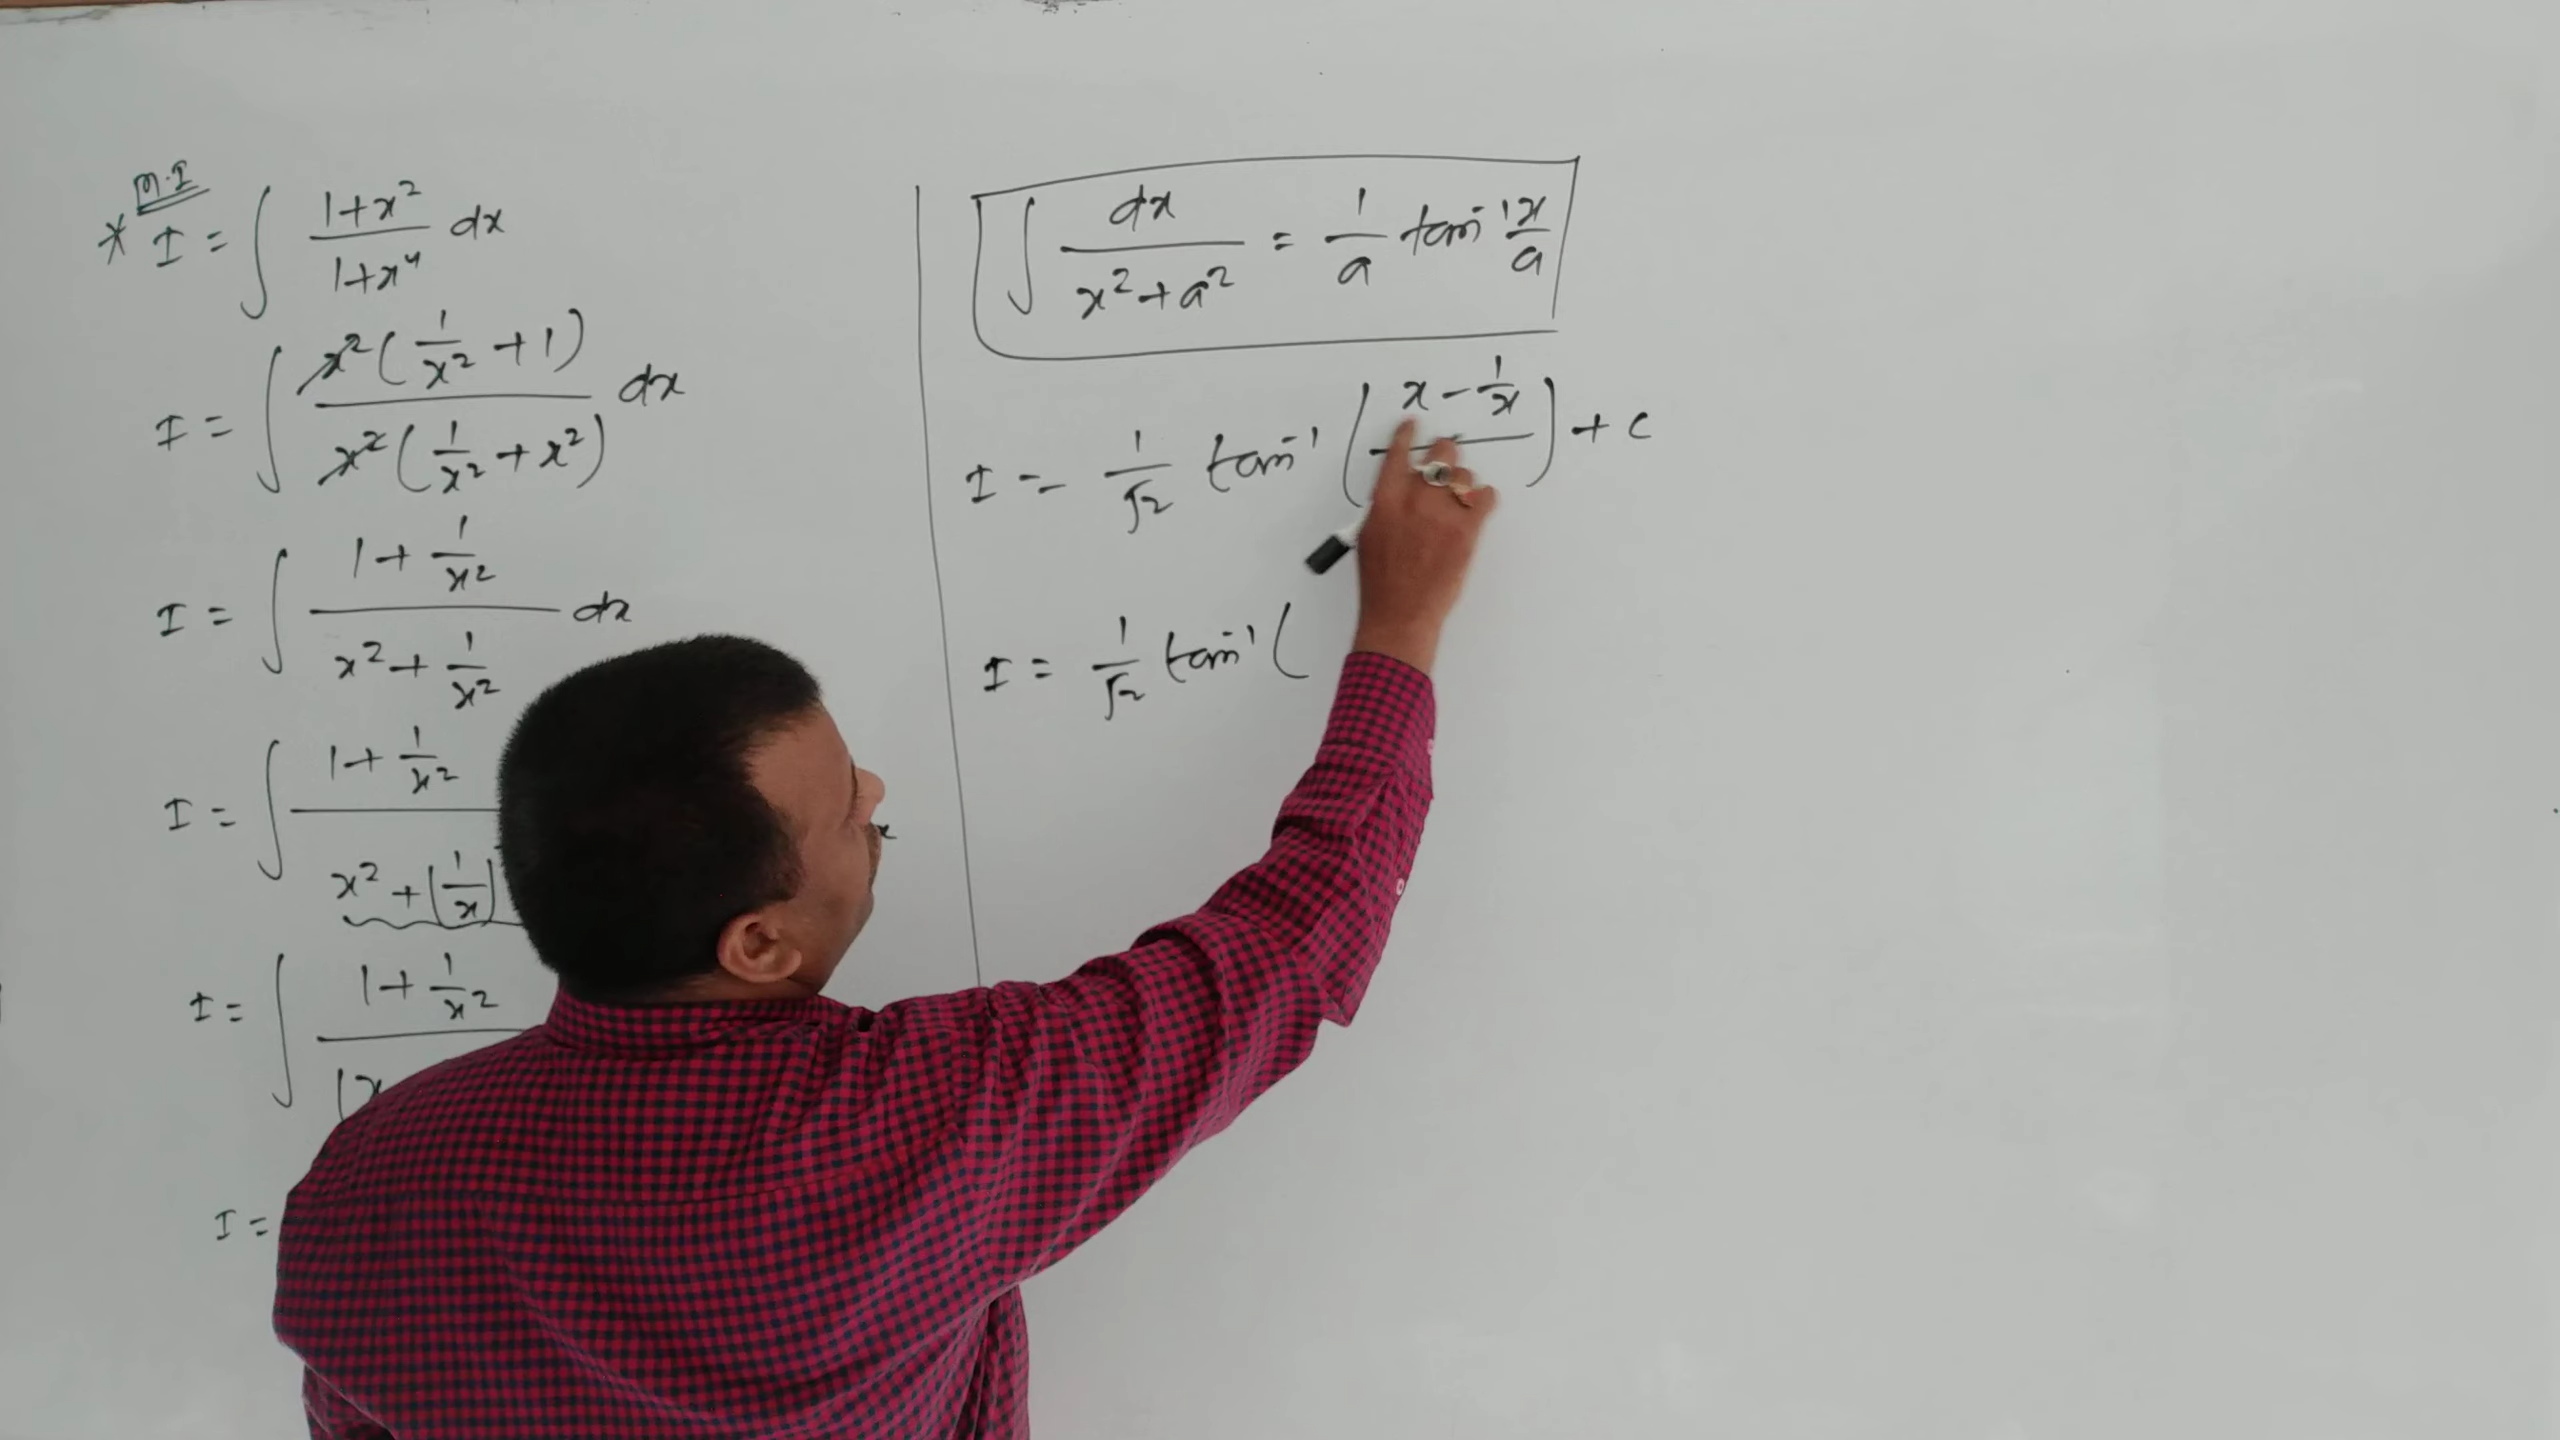 M.I
* I = ∫ (1+x²)/(1+x⁴) dx
I = ∫ x²(1/x² + 1)/x²(1/x² + x²) dx
I = ∫ (1 + 1/x²)/(x² + 1/x²) dx
I = ∫ (1 + 1/x²)/(x² + (1/x)
I = ∫ (1 + 1/x²)/(x
I =
∫ dx/(x²+a²) = 1/a tan⁻¹ x/a
I = 1/√2 tan⁻¹ ((x - 1/x)/ ) + c
I = 1/√2 tan⁻¹ (